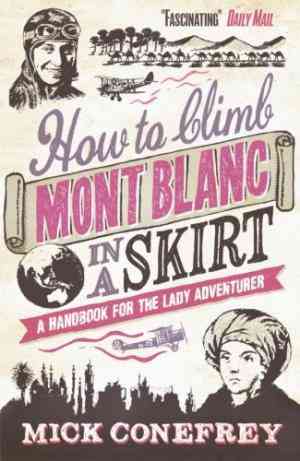 "FASCINATING" DAILY MAIL
How to Climb
MONT BLANC
IN
A SKIRT
A HANDBOOK FOR THE LADY ADVENTURER
MICK CONEFREY